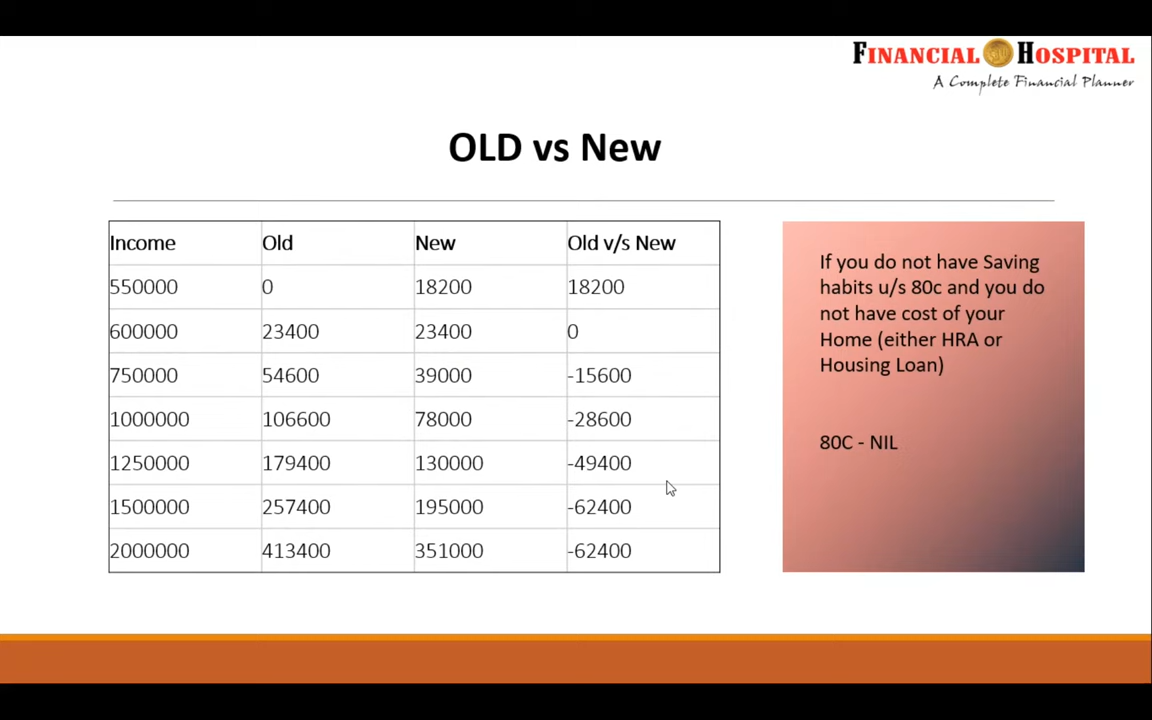 FINANCIAL HOSPITAL
A Complete Financial Planner
OLD vs New
Income Old New Old v/s New
550000 0 18200 18200
600000 23400 23400 0
750000 54600 39000 -15600
1000000 106600 78000 -28600
1250000 179400 130000 -49400
1500000 257400 195000 -62400
2000000 413400 351000 -62400
If you do not have Saving
habits u/s 80c and you do
not have cost of your
Home (either HRA or
Housing Loan)
80C - NIL